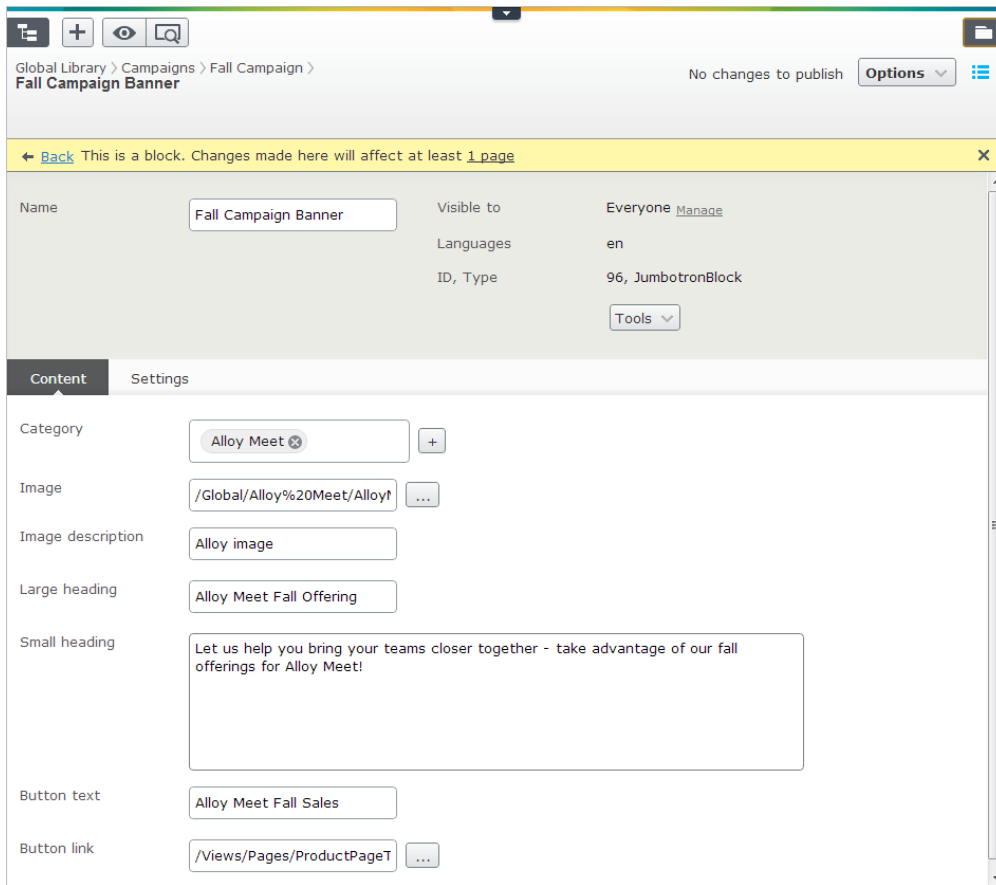 Global Library > Campaigns > Fall Campaign >
Fall Campaign Banner
No changes to publish
Options
Back This is a block. Changes made here will affect at least 1 page
Name
Fall Campaign Banner
Visible to
Everyone Manage
Languages
en
ID, Type
96, JumbotronBlock
Tools
Content
Settings
Category
Alloy Meet
+
Image
/Global/Alloy%20Meet/Alloy
...
Image description
Alloy image
Large heading
Alloy Meet Fall Offering
Small heading
Let us help you bring your teams closer together - take advantage of our fall
offerings for Alloy Meet!
Button text
Alloy Meet Fall Sales
Button link
/Views/Pages/ProductPageT
...